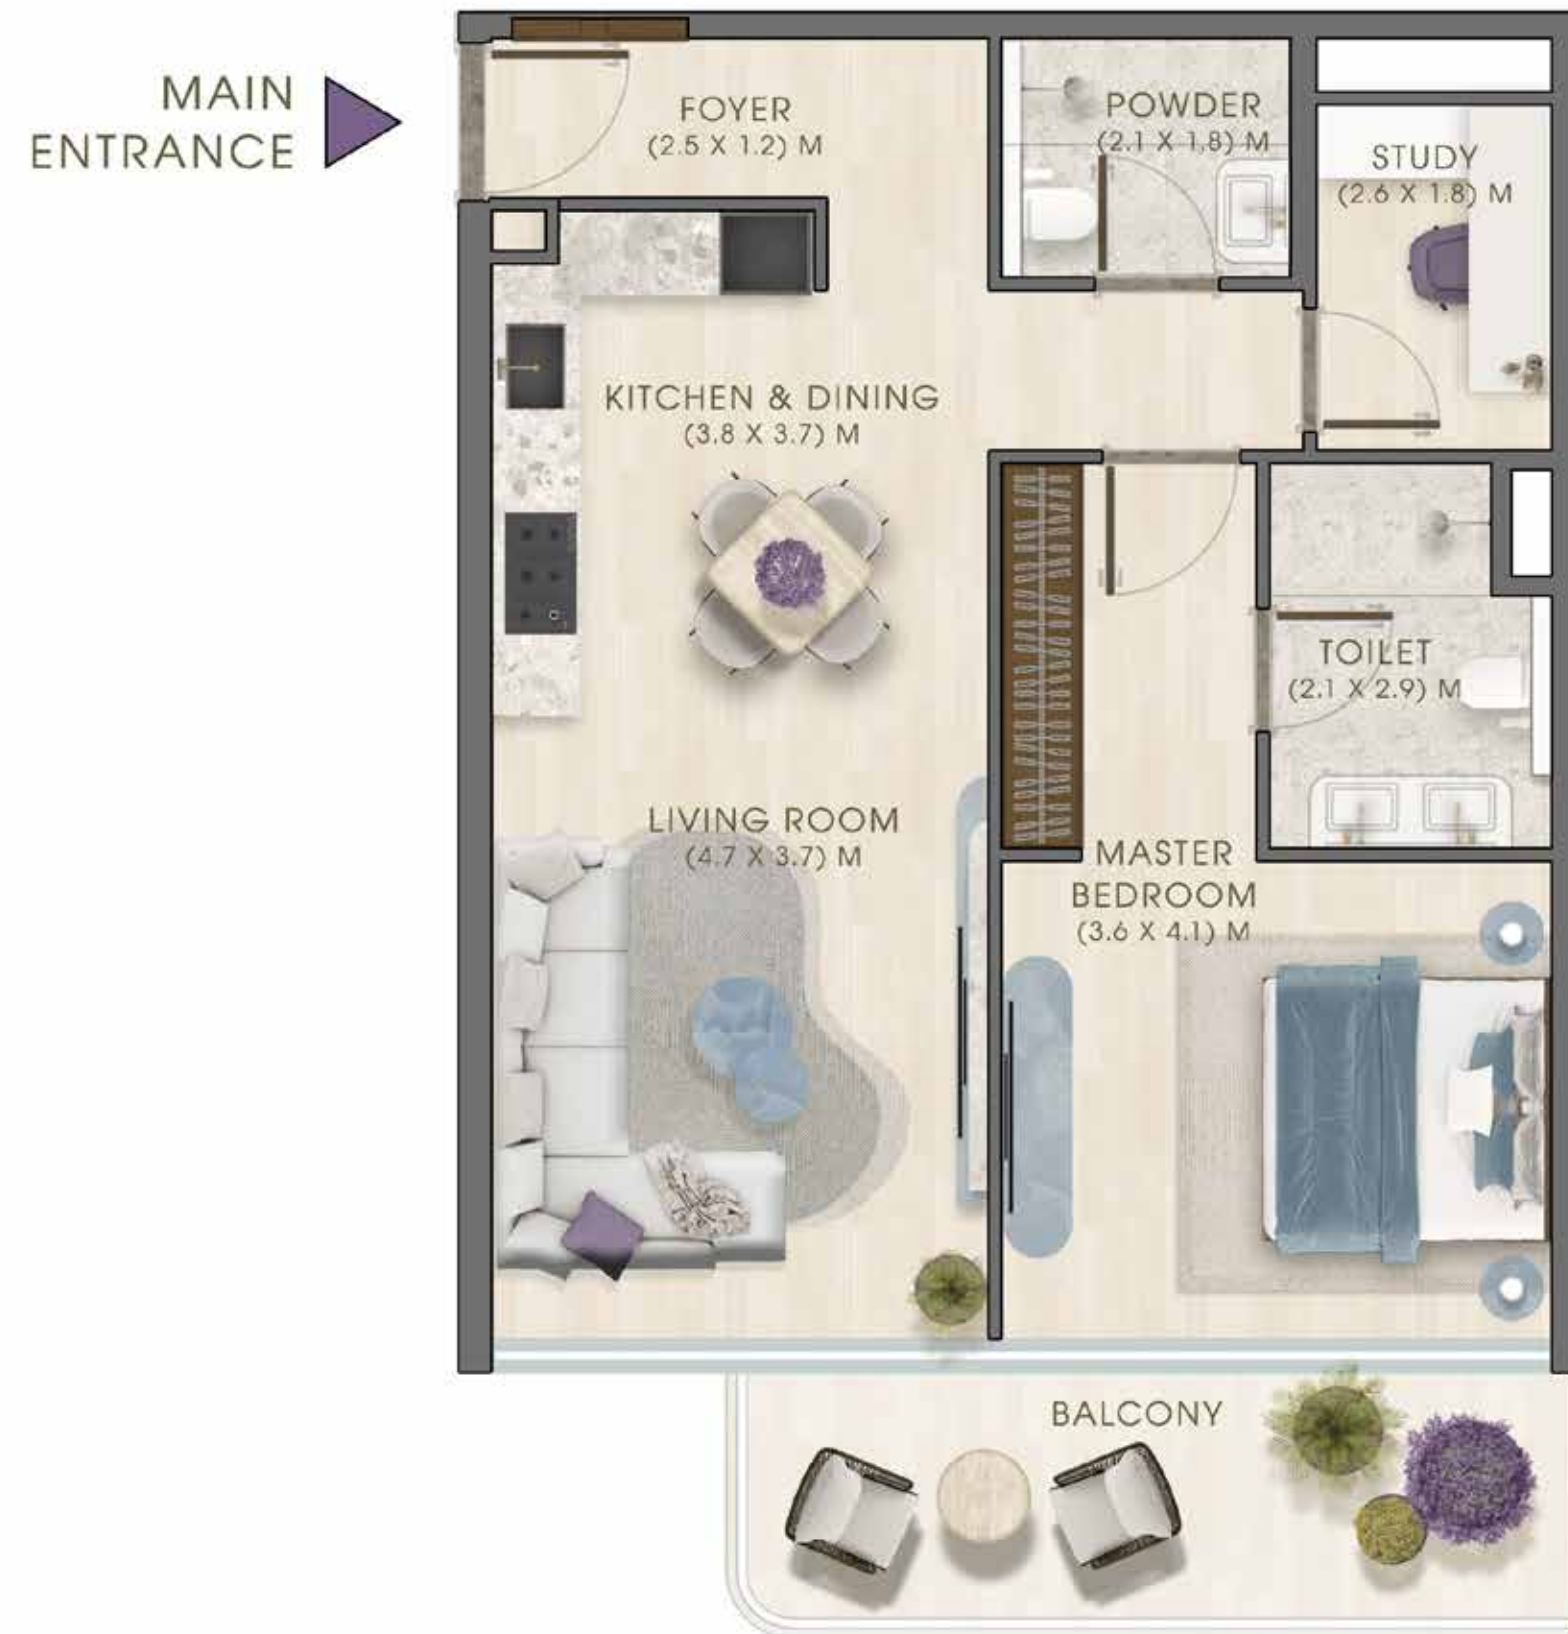 MAIN
ENTRANCE
FOYER
(2.5 X 1.2) M
POWDER
(2.1 X 1.8) M
STUDY
(2.6 X 1.8) M
KITCHEN & DINING
(3.8 X 3.7) M
TOILET
(2.1 X 2.9) M
LIVING ROOM
(4.7 X 3.7) M
MASTER
BEDROOM
(3.6 X 4.1) M
BALCONY